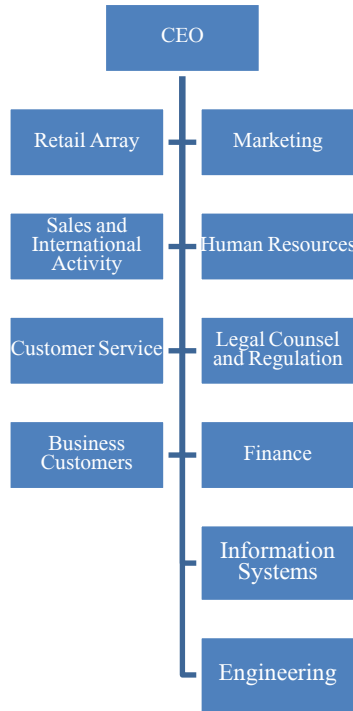 CEO
Retail Array
Marketing
Sales and
International
Activity
Human Resources
Customer Service
Legal Counsel
and Regulation
Business
Customers
Finance
Information
Systems
Engineering